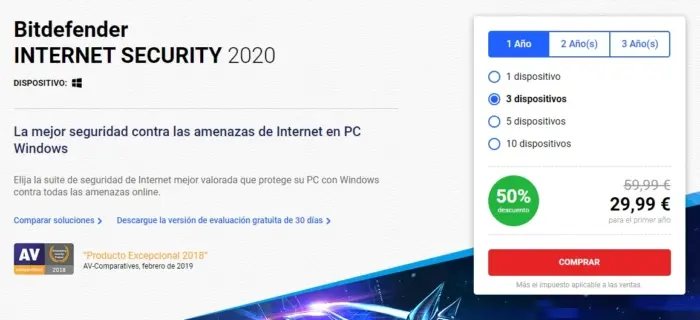 Bitdefender
INTERNET SECURITY 2020
DISPOSITIVO:
La mejor seguridad contra las amenazas de Internet en PC
Windows
Elija la suite de seguridad de Internet mejor valorada que protege su PC con Windows
contra todas las amenazas online.
Comparar soluciones
Descargue la versión de evaluación gratuita de 30 días
AV
2018
"Producto Excepcional 2018"
AV-Comparatives, febrero de 2019
1 Año
2 Año(s)
3 Año(s)
1 dispositivo
3 dispositivos
5 dispositivos
10 dispositivos
50%
descuento
59,99 €
29,99 €
para el primer año
COMPRAR
Más el impuesto aplicable a las ventas.